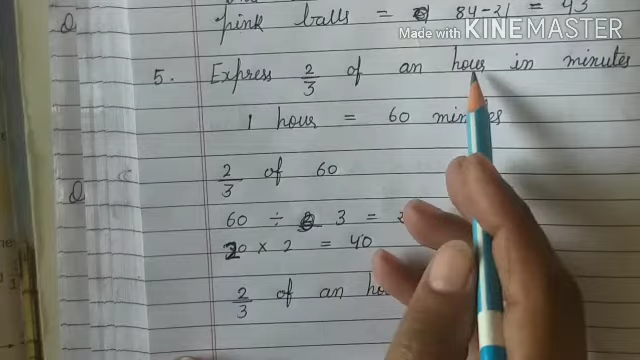 pink balls = 84-21 = 43
Made with KINEMASTER
5. Express 2/3 of an hour in minutes
1 hour = 60 minutes
2/3 of 60
60 ÷ 3 =
20 × 2 = 40
2/3 of an